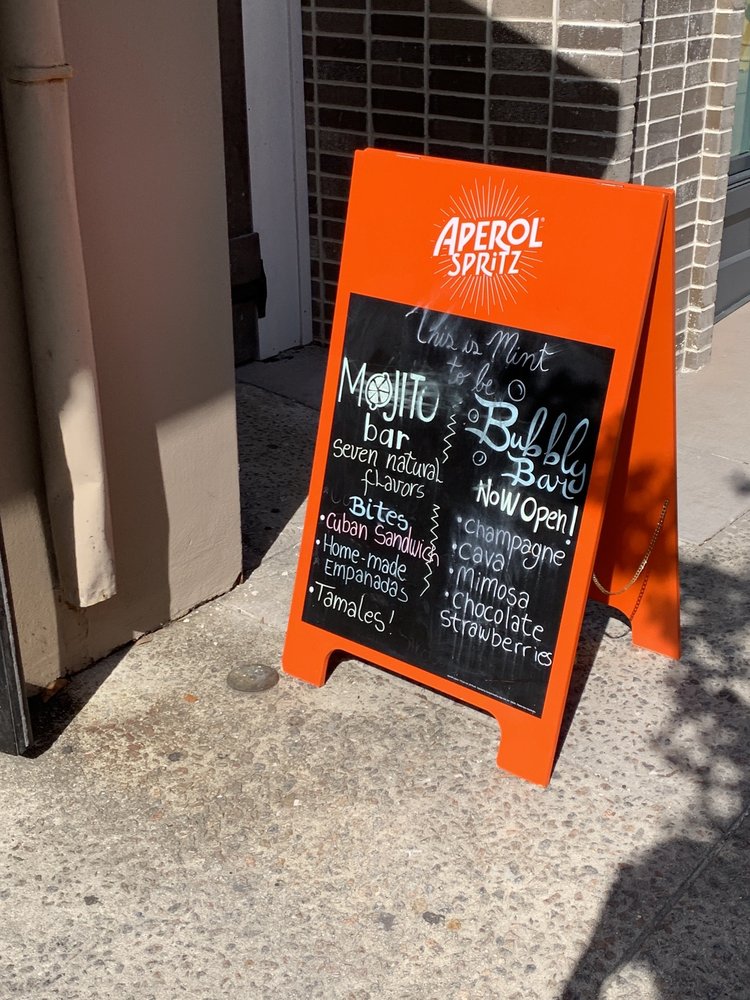 APEROL
SPRITZ
This is Mint
to be
MOJITO
bar
seven natural
flavors
Bites
•Cuban Sandwich
•Home-made
Empanadas
•Tamales!
Bubbly
Bar
Now Open!
•champagne
•cava
•Mimosa
•chocolate
strawberries